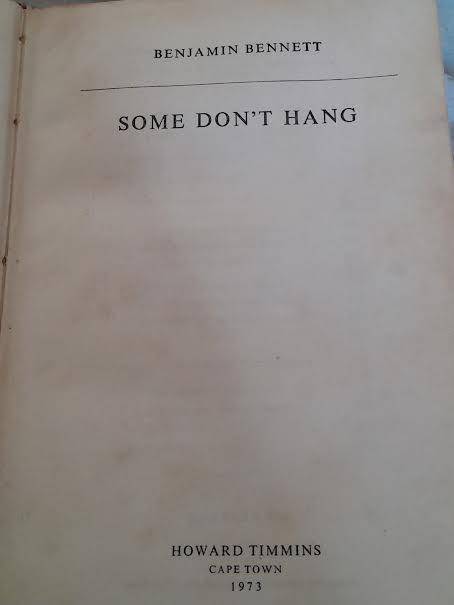 BENJAMIN BENNETT
SOME DON'T HANG
HOWARD TIMMINS
CAPE TOWN
1973